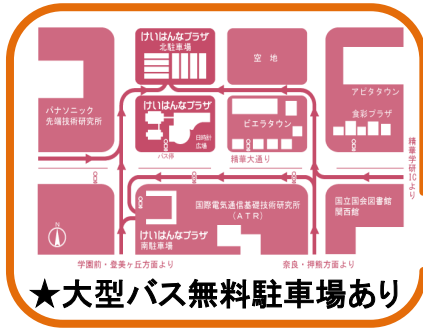 けいはんなプラザ
北駐車場
空 地
アピタタウン
食彩プラザ
パナソニック
先端技術研究所
けいはんなプラザ
日時計
広場
ピエラタウン
バス停
精華大通り
精華学研ICより
国際電気通信基礎技術研究所
(ATR)
国立国会図書館
関西館
けいはんなプラザ
南駐車場
N
学園前・登美ヶ丘方面より
奈良・押熊方面より
★大型バス無料駐車場あり